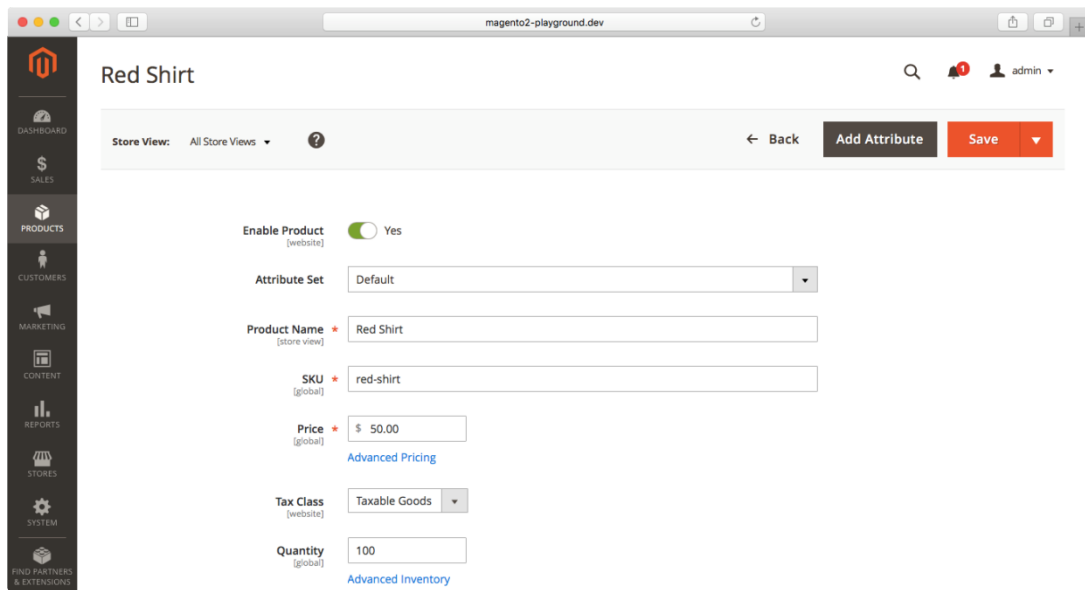 magento2-playground.dev
Red Shirt
1
admin
DASHBOARD
SALES
PRODUCTS
CUSTOMERS
MARKETING
CONTENT
REPORTS
STORES
SYSTEM
FIND PARTNERS
& EXTENSIONS
Store View: All Store Views ?
← Back
Add Attribute
Save
Enable Product
[website]
Yes
Attribute Set
Default
Product Name *
[store view]
Red Shirt
SKU *
[global]
red-shirt
Price *
[global]
$ 50.00
Advanced Pricing
Tax Class
[website]
Taxable Goods
Quantity
[global]
100
Advanced Inventory